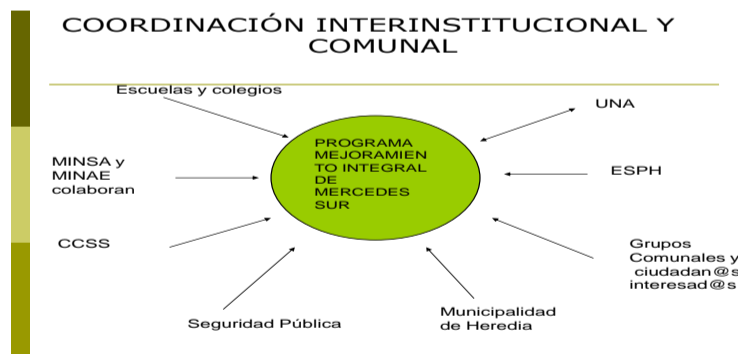 COORDINACIÓN INTERINSTITUCIONAL Y
COMUNAL
Escuelas y colegios
UNA
PROGRAMA
MEJORAMIEN
TO INTEGRAL
DE
MERCEDES
SUR
MINSA y
MINAE
colaboran
ESPH
CCSS
Grupos
Comunales y
ciudadan@s
interesad@s
Seguridad Pública
Municipalidad
de Heredia